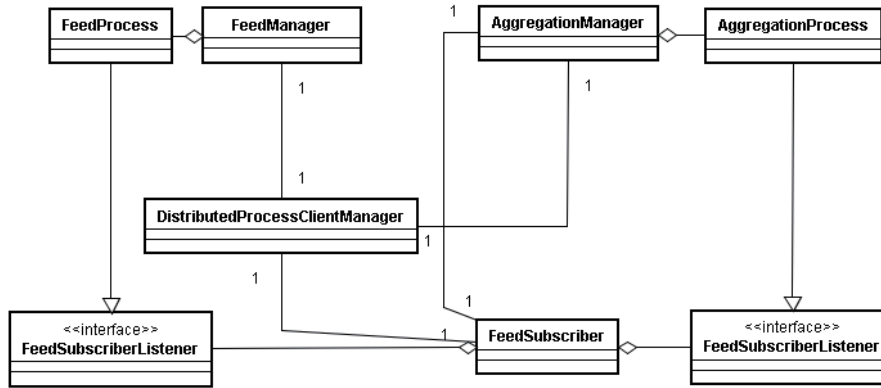 1
FeedProcess
FeedManager
AggregationManager
AggregationProcess
1
1
1
DistributedProcessClientManager
1
1
1
<<interface>>
FeedSubscriberListener
1
FeedSubscriber
<<interface>>
FeedSubscriberListener